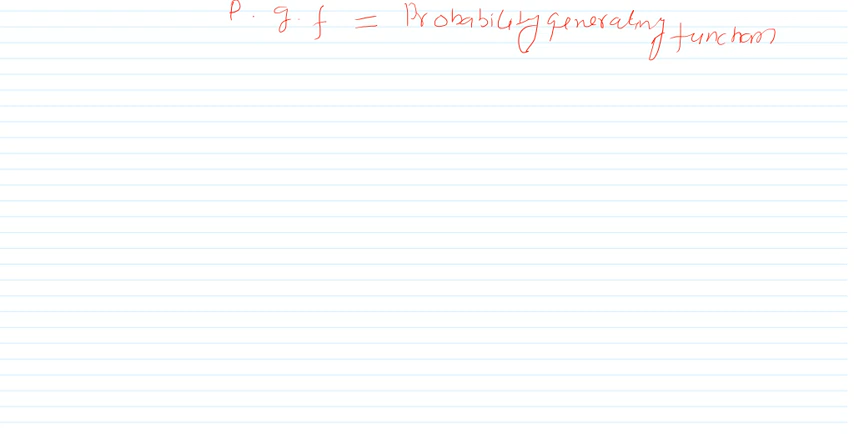 P. g. f = Probability generating function